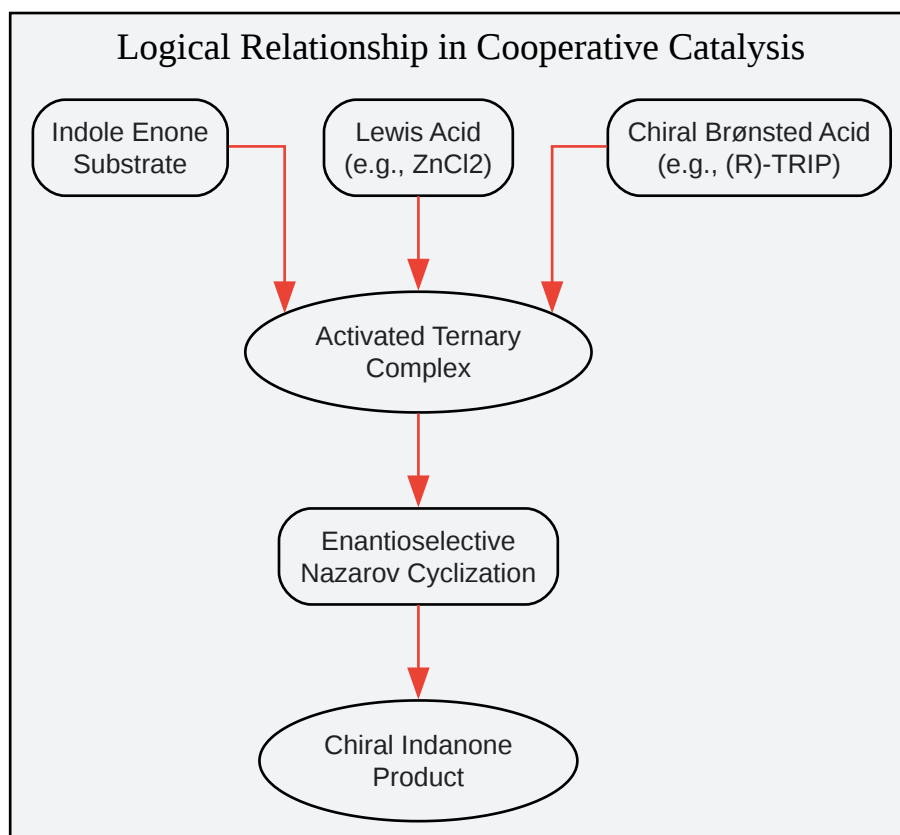 Logical Relationship in Cooperative Catalysis
Indole Enone
Substrate
Lewis Acid
(e.g., ZnCl2)
Chiral Brønsted Acid
(e.g., (R)-TRIP)
Activated Ternary
Complex
Enantioselective
Nazarov Cyclization
Chiral Indanone
Product